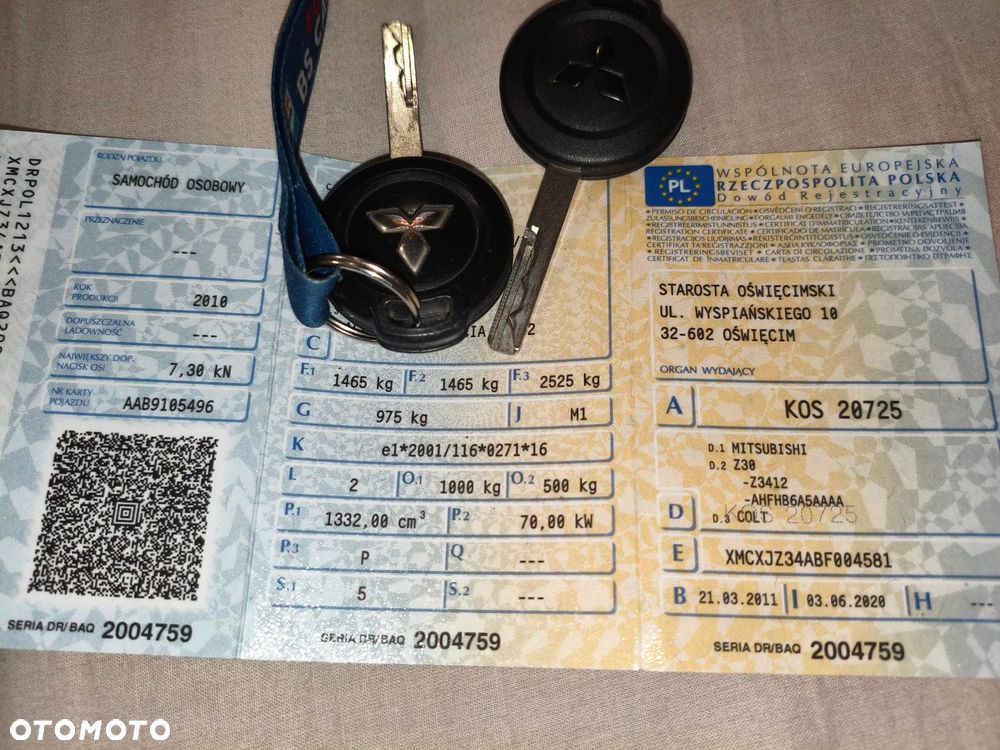 BS C
DRPOL1213<<<BAQ200
XMCXJZ34A
RODZAJ POJAZDU
SAMOCHÓD OSOBOWY
PRZEZNACZENIE
---
ROK PRODUKCJI 2010
DOPUSZCZALNA ŁADOWNOŚĆ ---
NAJWIĘKSZY DOP. NACISK OSI 7,30 kN
NR KARTY POJAZDU AAB9105496
SERIA DR/BAQ 2004759
C
F.1 1465 kg F.2 1465 kg F.3 2525 kg
G 975 kg J M1
K e1*2001/116*0271*16
L 2 O.1 1000 kg O.2 500 kg
P.1 1332,00 cm³ P.2 70,00 kW
P.3 P Q ---
S.1 5 S.2 ---
SERIA DR/BAQ 2004759
PL
WSPÓLNOTA EUROPEJSKA
RZECZPOSPOLITA POLSKA
Dowód Rejestracyjny
STAROSTA OŚWIĘCIMSKI
UL. WYSPIAŃSKIEGO 10
32-602 OŚWIĘCIM
ORGAN WYDAJĄCY
A KOS 20725
D.1 MITSUBISHI
D.2 Z30
-Z3412
-AHFHB6A5AAAA
D D.3 COLT
KOS 20725
E XMCXJZ34ABF004581
B 21.03.2011 I 03.06.2020 H ---
SERIA DR/BAQ 2004759
OTOMOTO